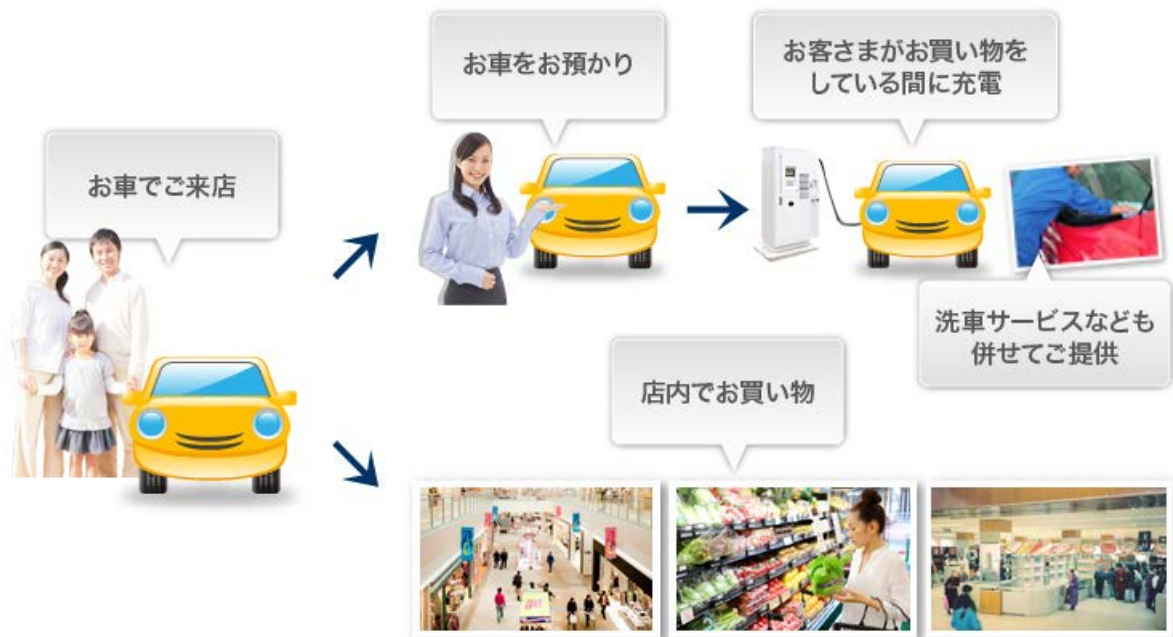 お車をお預かり
お客さまがお買い物を
している間に充電
お車でご来店
洗車サービスなども
併せてご提供
店内でお買い物